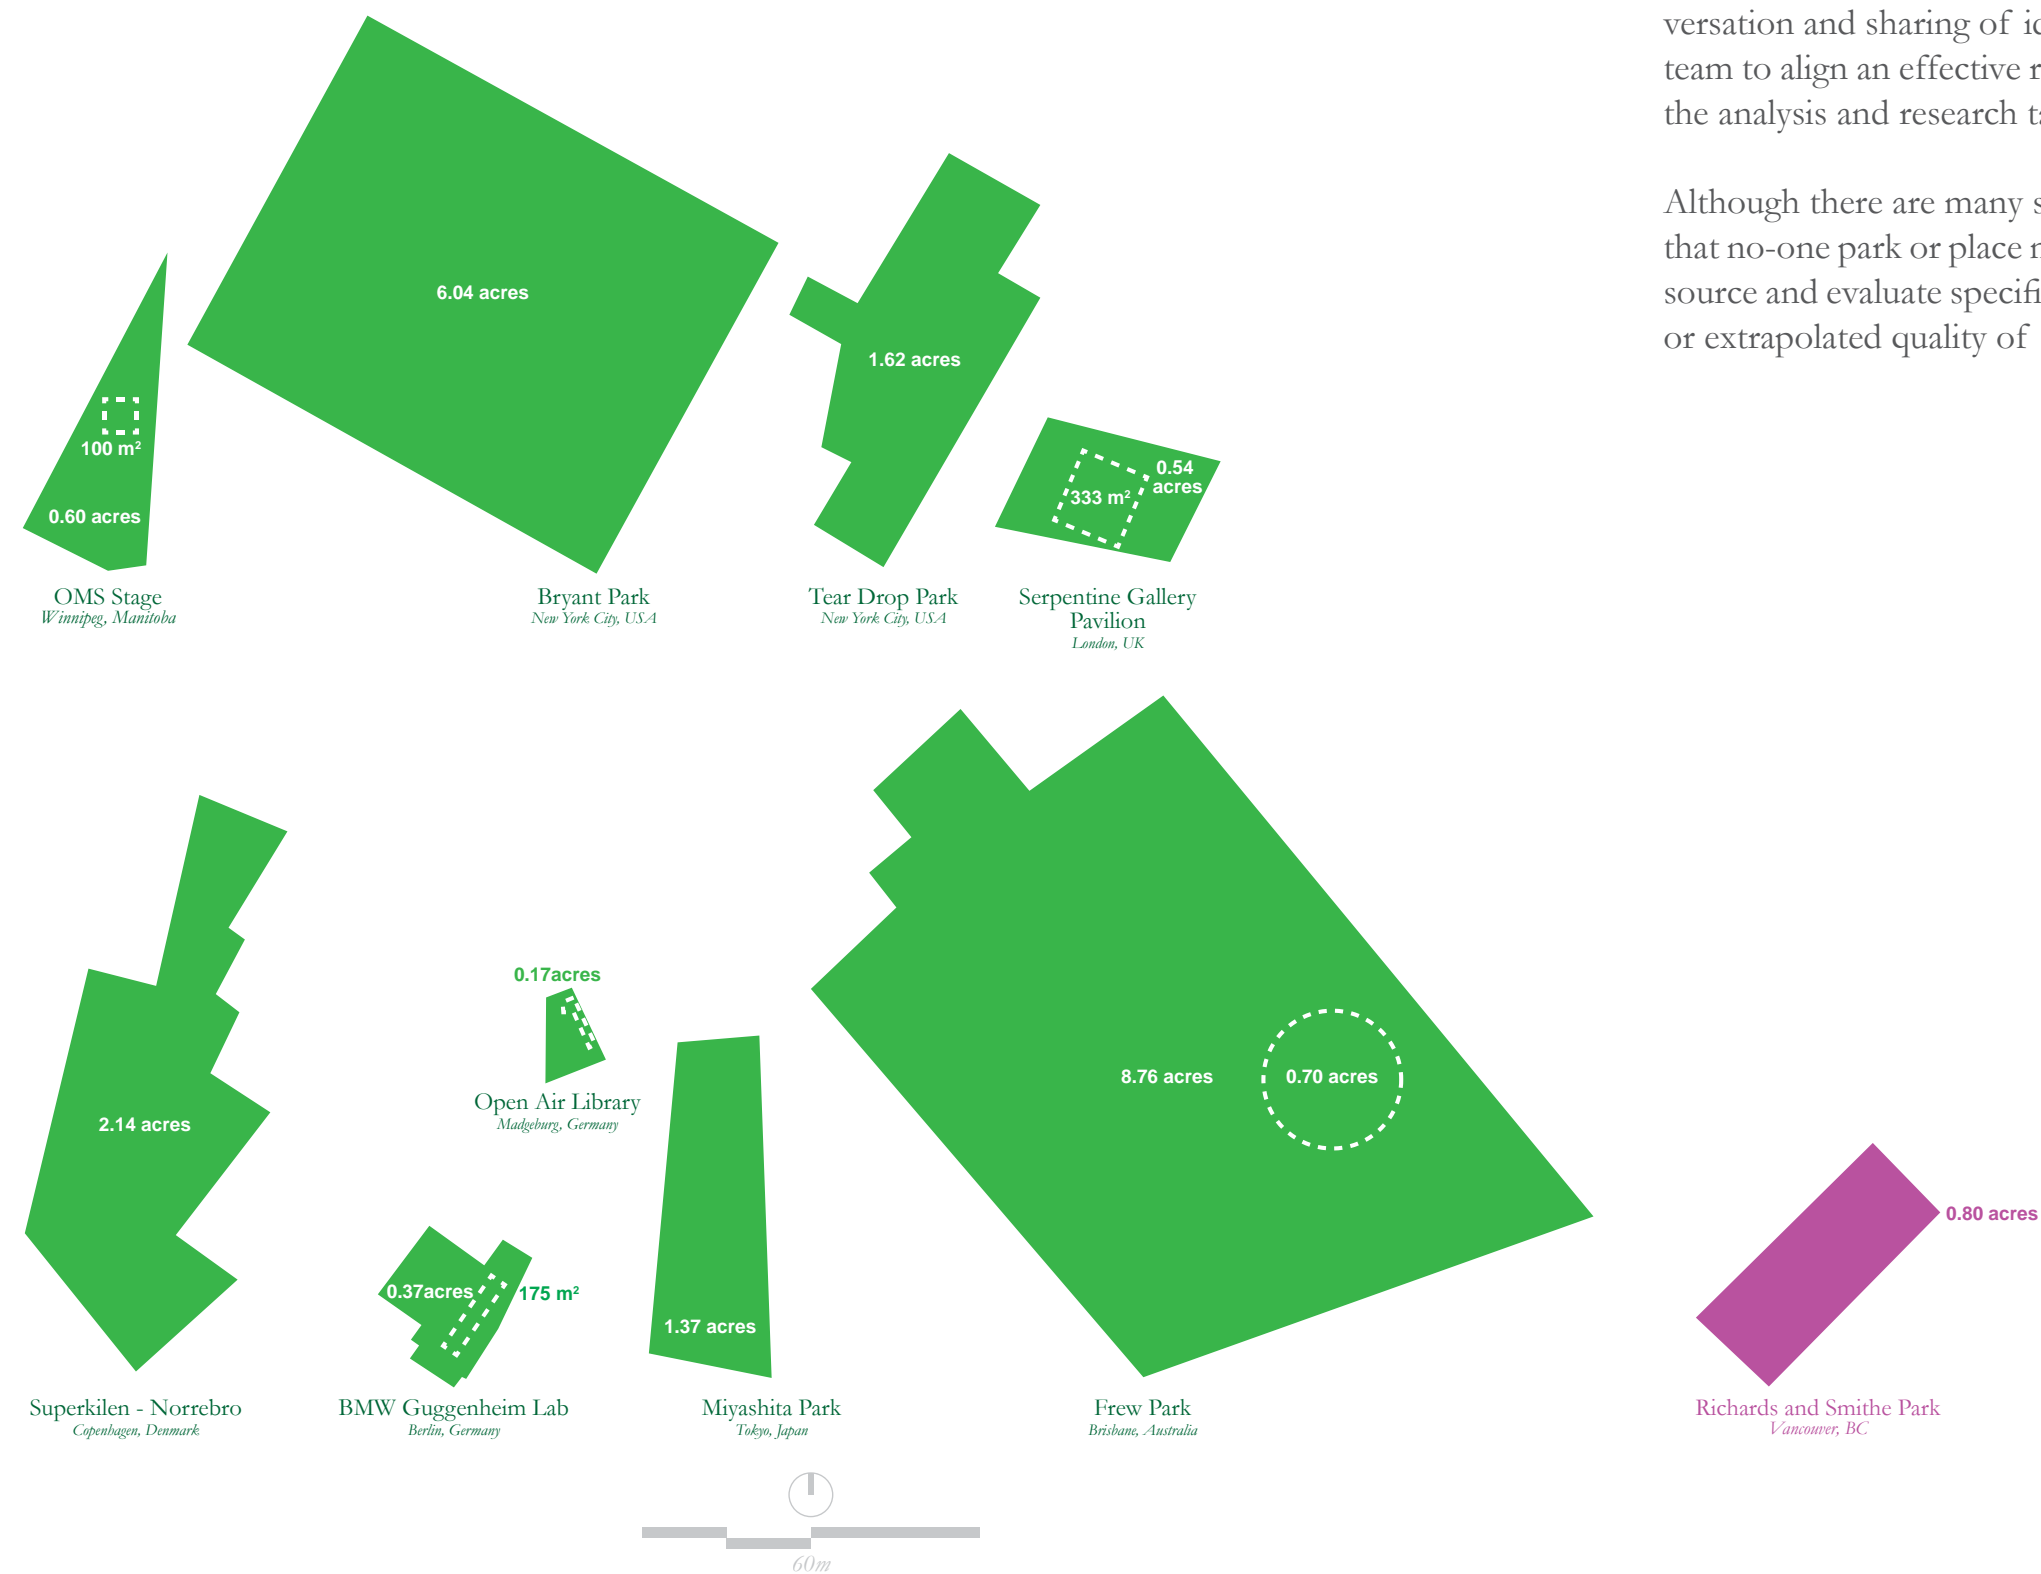 versation and sharing of
team to align an effective
the analysis and research
Although there are many
that no-one park or place
source and evaluate
or extrapolated quality of
6.04 acres
1.62 acres
100 m²
0.60 acres
0.54
acres
333 m²
OMS Stage
Winnipeg, Manitoba
Bryant Park
New York City, USA
Tear Drop Park
New York City, USA
Serpentine Gallery
Pavilion
London, UK
0.17acres
Open Air Library
Madgeburg, Germany
2.14 acres
8.76 acres
0.70 acres
0.37acres
175 m²
1.37 acres
0.80 acres
Superkilen - Norrebro
Copenhagen, Denmark
BMW Guggenheim Lab
Berlin, Germany
Miyashita Park
Tokyo, Japan
Frew Park
Brisbane, Australia
Richards and Smithe Park
Vancouver, BC
60m